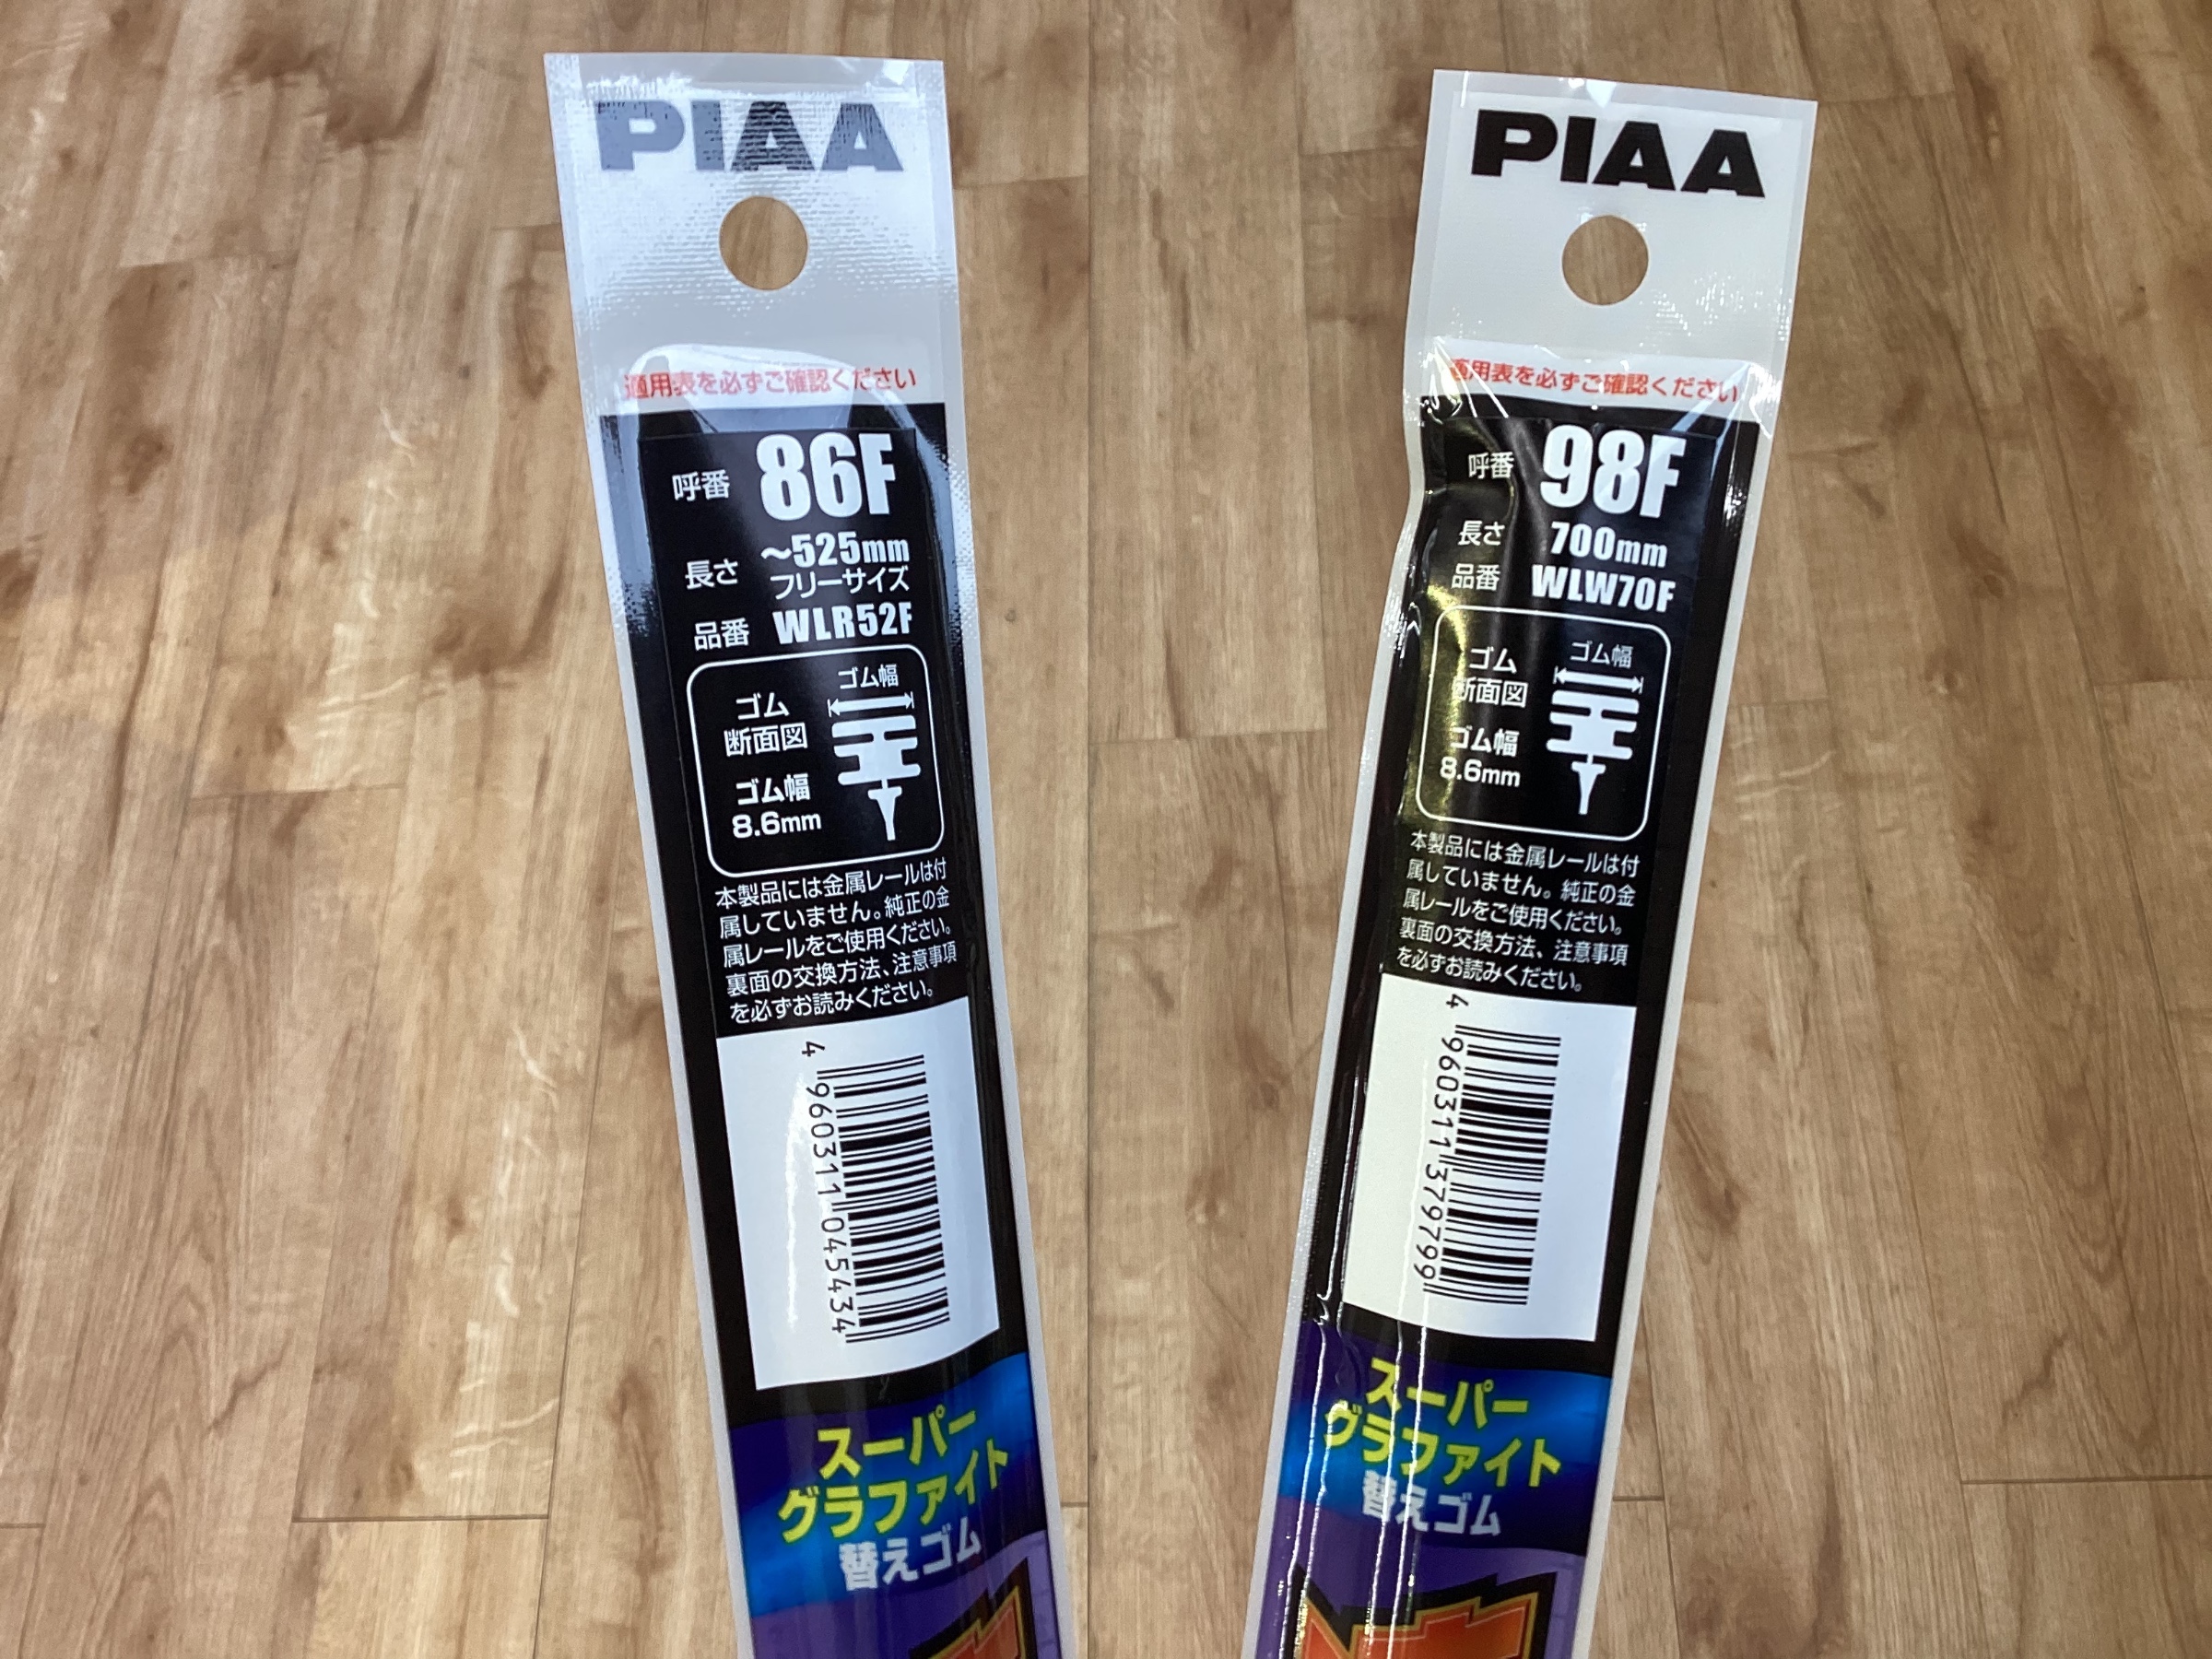 PIAA
適用表を必ずご確認ください
呼番 86F
長さ ～525mm
フリーサイズ
品番 WLR52F
ゴム幅
ゴム
断面図
ゴム幅
8.6mm
本製品には金属レールは付
属していません。純正の金
属レールをご使用ください。
裏面の交換方法、注意事項
を必ずお読みください。
4 960311 045434
スーパー
グラファイト
替えゴム
PIAA
適用表を必ずご確認ください
呼番 98F
長さ 700mm
品番 WLW70F
ゴム幅
ゴム
断面図
ゴム幅
8.6mm
本製品には金属レールは付
属していません。純正の金
属レールをご使用ください。
裏面の交換方法、注意事項
を必ずお読みください。
4 960311 379799
スーパー
グラファイト
替えゴム